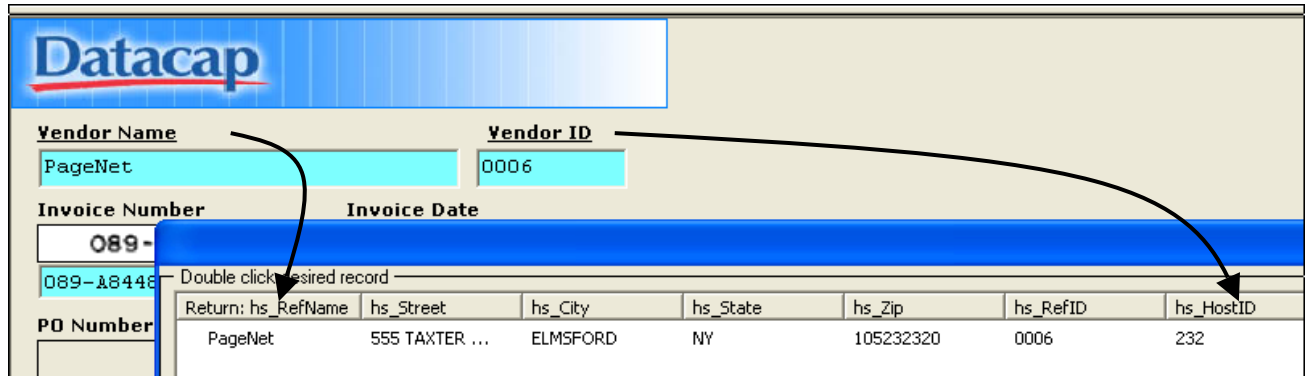 Datacap
Vendor Name Vendor ID
PageNet 0006
Invoice Number Invoice Date
089-
089-A8448
Double click desired record
Return: hs_RefName hs_Street hs_City hs_State hs_Zip hs_RefID hs_HostID
PO Number
PageNet 555 TAXTER ... ELMSFORD NY 105232320 0006 232